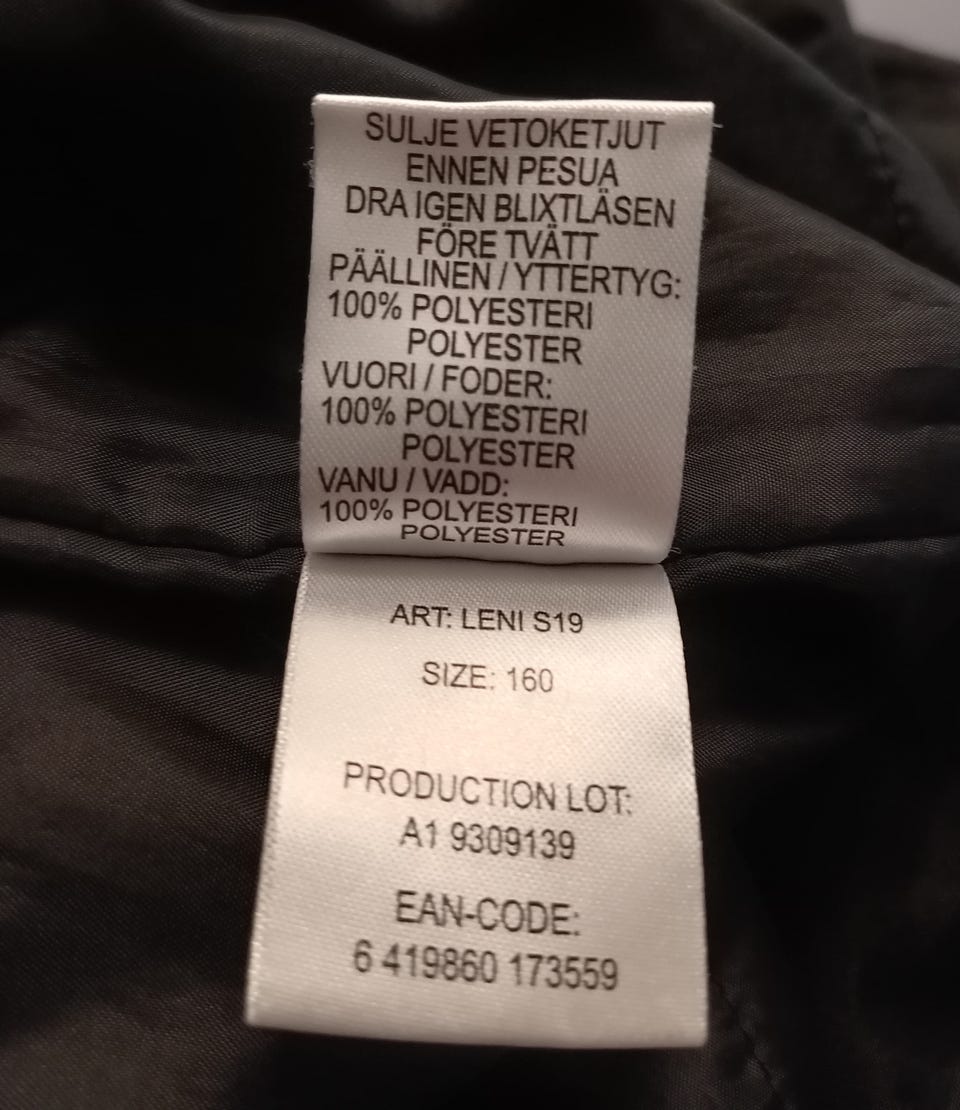 SULJE VETOKETJUT
ENNEN PESUA
DRA IGEN BLIXTLÄSEN
FÖRE TVÄTT
PÄÄLLINEN / YTTERTYG:
100% POLYESTERI
POLYESTER
VUORI / FODER:
100% POLYESTERI
POLYESTER
VANU / VADD:
100% POLYESTERI
POLYESTER
ART: LENI S19
SIZE: 160
PRODUCTION LOT:
A1 9309139
EAN-CODE:
6 419860 173559